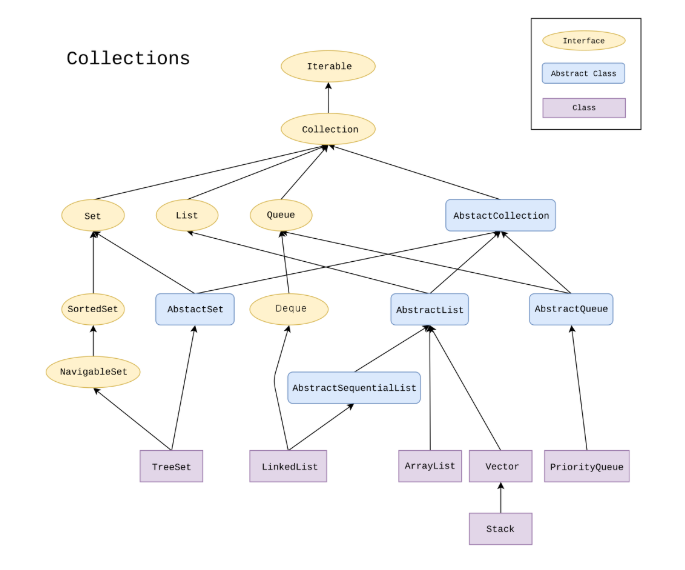 Collections
Interface
Abstract Class
Class
Iterable
Collection
Set
List
Queue
AbstactCollection
SortedSet
AbstactSet
Deque
AbstractList
AbstractQueue
NavigableSet
AbstractSequentialList
TreeSet
LinkedList
ArrayList
Vector
PriorityQueue
Stack